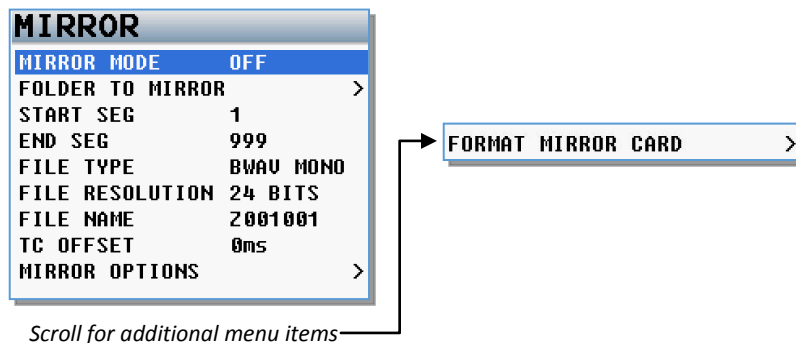 MIRROR
MIRROR MODE OFF
FOLDER TO MIRROR >
START SEG 1
END SEG 999
FILE TYPE BWAV MONO
FILE RESOLUTION 24 BITS
FILE NAME Z001001
TC OFFSET 0ms
MIRROR OPTIONS >
FORMAT MIRROR CARD >
Scroll for additional menu items